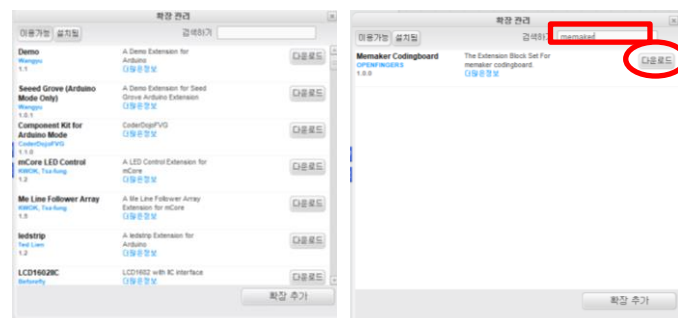 확장 관리
이용가능 설치됨 검색하기
Demo A Demo Extension for
Wangyu Arduino 다운로드
1.1 더많은정보
Seeed Grove (Arduino A Demo Extension for Seed
Mode Only) Grove Arduino Extension 다운로드
Wangyu 더많은정보
1.0.1
Component Kit for CoderDojoFVG
Arduino Mode 더많은정보 다운로드
CoderDojoFVG
1.1.0
mCore LED Control A LED Control Extension for
KWOK, Tsz-fung mCore 다운로드
1.2 더많은정보
Me Line Follower Array A Me Line Follower Array
KWOK, Tsz-fung Extension for mCore 다운로드
1.5 더많은정보
ledstrip A ledstrip Extension for
Ted Lien Arduino 다운로드
1.2 더많은정보
LCD1602IIC LCD1602 with IIC interface
Butterfly 더많은정보 다운로드
확장 추가
확장 관리
이용가능 설치됨 검색하기 memaker
Memaker Codingboard The Extension Block Set For
OPENFINGERS memaker codingboard. 다운로드
1.0.0 더많은정보
확장 추가